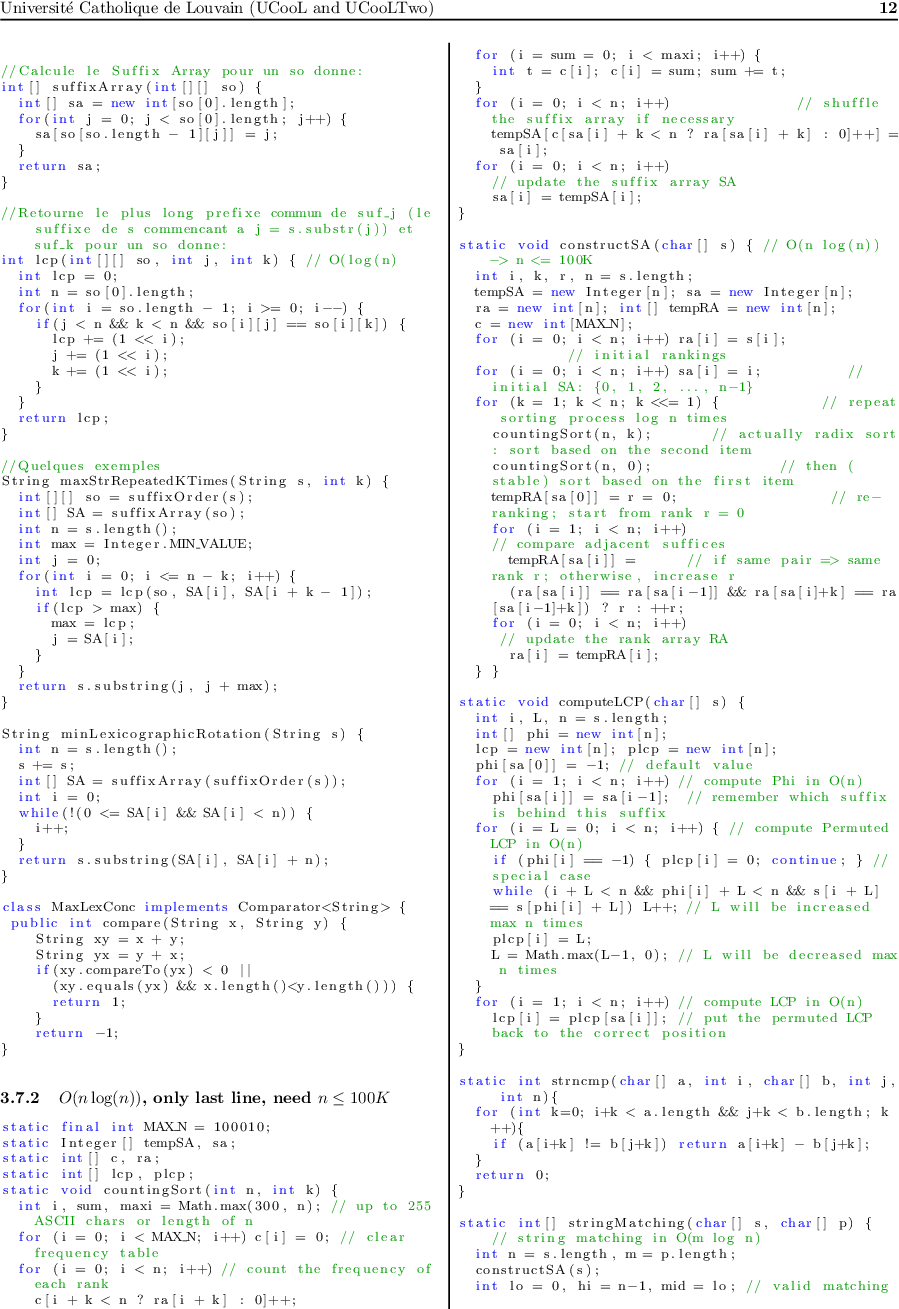 Université Catholique de Louvain (UCooL and UCooLTwo)
12
//Calcule le Suffix Array pour un so donne:
int[] suffixArray(int[][] so) {
int[] sa = new int[so[0].length];
for(int j = 0; j < so[0].length; j++) {
sa[so[so.length - 1][j]] = j;
}
return sa;
}
//Retourne le plus long prefixe commun de suf_j (le
suffixe de s commencant a j = s.substr(j)) et
suf_k pour un so donne:
int lcp(int[][] so, int j, int k) { // O(log(n)
int lcp = 0;
int n = so[0].length;
for(int i = so.length - 1; i >= 0; i--) {
if(j < n && k < n && so[i][j] == so[i][k]) {
lcp += (1 << i);
j += (1 << i);
k += (1 << i);
}
}
return lcp;
}
//Quelques exemples
String maxStrRepeatedKTimes(String s, int k) {
int[][] so = suffixOrder(s);
int[] SA = suffixArray(so);
int n = s.length();
int max = Integer.MIN_VALUE;
int j = 0;
for(int i = 0; i <= n - k; i++) {
int lcp = lcp(so, SA[i], SA[i + k - 1]);
if(lcp > max) {
max = lcp;
j = SA[i];
}
}
return s.substring(j, j + max);
}
String minLexicographicRotation(String s) {
int n = s.length();
s += s;
int[] SA = suffixArray(suffixOrder(s));
int i = 0;
while(!(0 <= SA[i] && SA[i] < n)) {
i++;
}
return s.substring(SA[i], SA[i] + n);
}
class MaxLexConc implements Comparator<String> {
public int compare(String x, String y) {
String xy = x + y;
String yx = y + x;
if(xy.compareTo(yx) < 0 ||
(xy.equals(yx) && x.length()<y.length())) {
return 1;
}
return -1;
}
3.7.2 O(n log(n)), only last line, need n ≤ 100K
static final int MAX_N = 100010;
static Integer[] tempSA, sa;
static int[] c, ra;
static int[] lcp, plcp;
static void countingSort(int n, int k) {
int i, sum, maxi = Math.max(300, n); // up to 255
ASCII chars or length of n
for (i = 0; i < MAX_N; i++) c[i] = 0; // clear
frequency table
for (i = 0; i < n; i++) // count the frequency of
each rank
c[i + k < n ? ra[i + k] : 0]++;
for (i = sum = 0; i < maxi; i++) {
int t = c[i]; c[i] = sum; sum += t;
}
for (i = 0; i < n; i++) // shuffle
the suffix array if necessary
tempSA[c[sa[i] + k < n ? ra[sa[i] + k] : 0]++] =
sa[i];
for (i = 0; i < n; i++)
// update the suffix array SA
sa[i] = tempSA[i];
}
static void constructSA(char[] s) { // O(n log(n))
-> n <= 100K
int i, k, r, n = s.length;
tempSA = new Integer[n]; sa = new Integer[n];
ra = new int[n]; int[] tempRA = new int[n];
c = new int[MAX_N];
for (i = 0; i < n; i++) ra[i] = s[i];
// initial rankings
for (i = 0; i < n; i++) sa[i] = i; //
initial SA: {0, 1, 2, ..., n-1}
for (k = 1; k < n; k <<= 1) { // repeat
sorting process log n times
countingSort(n, k); // actually radix sort
: sort based on the second item
countingSort(n, 0); // then (
stable) sort based on the first item
tempRA[sa[0]] = r = 0; // re-
ranking; start from rank r = 0
for (i = 1; i < n; i++)
// compare adjacent suffices
tempRA[sa[i]] = // if same pair => same
rank r; otherwise, increase r
(ra[sa[i]] == ra[sa[i-1]] && ra[sa[i]+k] == ra
[sa[i-1]+k]) ? r : ++r;
for (i = 0; i < n; i++)
// update the rank array RA
ra[i] = tempRA[i];
} }
static void computeLCP(char[] s) {
int i, L, n = s.length;
int[] phi = new int[n];
lcp = new int[n]; plcp = new int[n];
phi[sa[0]] = -1; // default value
for (i = 1; i < n; i++) // compute Phi in O(n)
phi[sa[i]] = sa[i-1]; // remember which suffix
is behind this suffix
for (i = L = 0; i < n; i++) { // compute Permuted
LCP in O(n)
if (phi[i] == -1) { plcp[i] = 0; continue; } //
special case
while (i + L < n && phi[i] + L < n && s[i + L]
== s[phi[i] + L]) L++; // L will be increased
max n times
plcp[i] = L;
L = Math.max(L-1, 0); // L will be decreased max
n times
}
for (i = 1; i < n; i++) // compute LCP in O(n)
lcp[i] = plcp[sa[i]]; // put the permuted LCP
back to the correct position
}
static int strncmp(char[] a, int i, char[] b, int j,
int n){
for (int k=0; i+k < a.length && j+k < b.length; k
++){
if (a[i+k] != b[j+k]) return a[i+k] - b[j+k];
}
return 0;
}
static int[] stringMatching(char[] s, char[] p) {
// string matching in O(m log n)
int n = s.length, m = p.length;
constructSA(s);
int lo = 0, hi = n-1, mid = lo; // valid matching